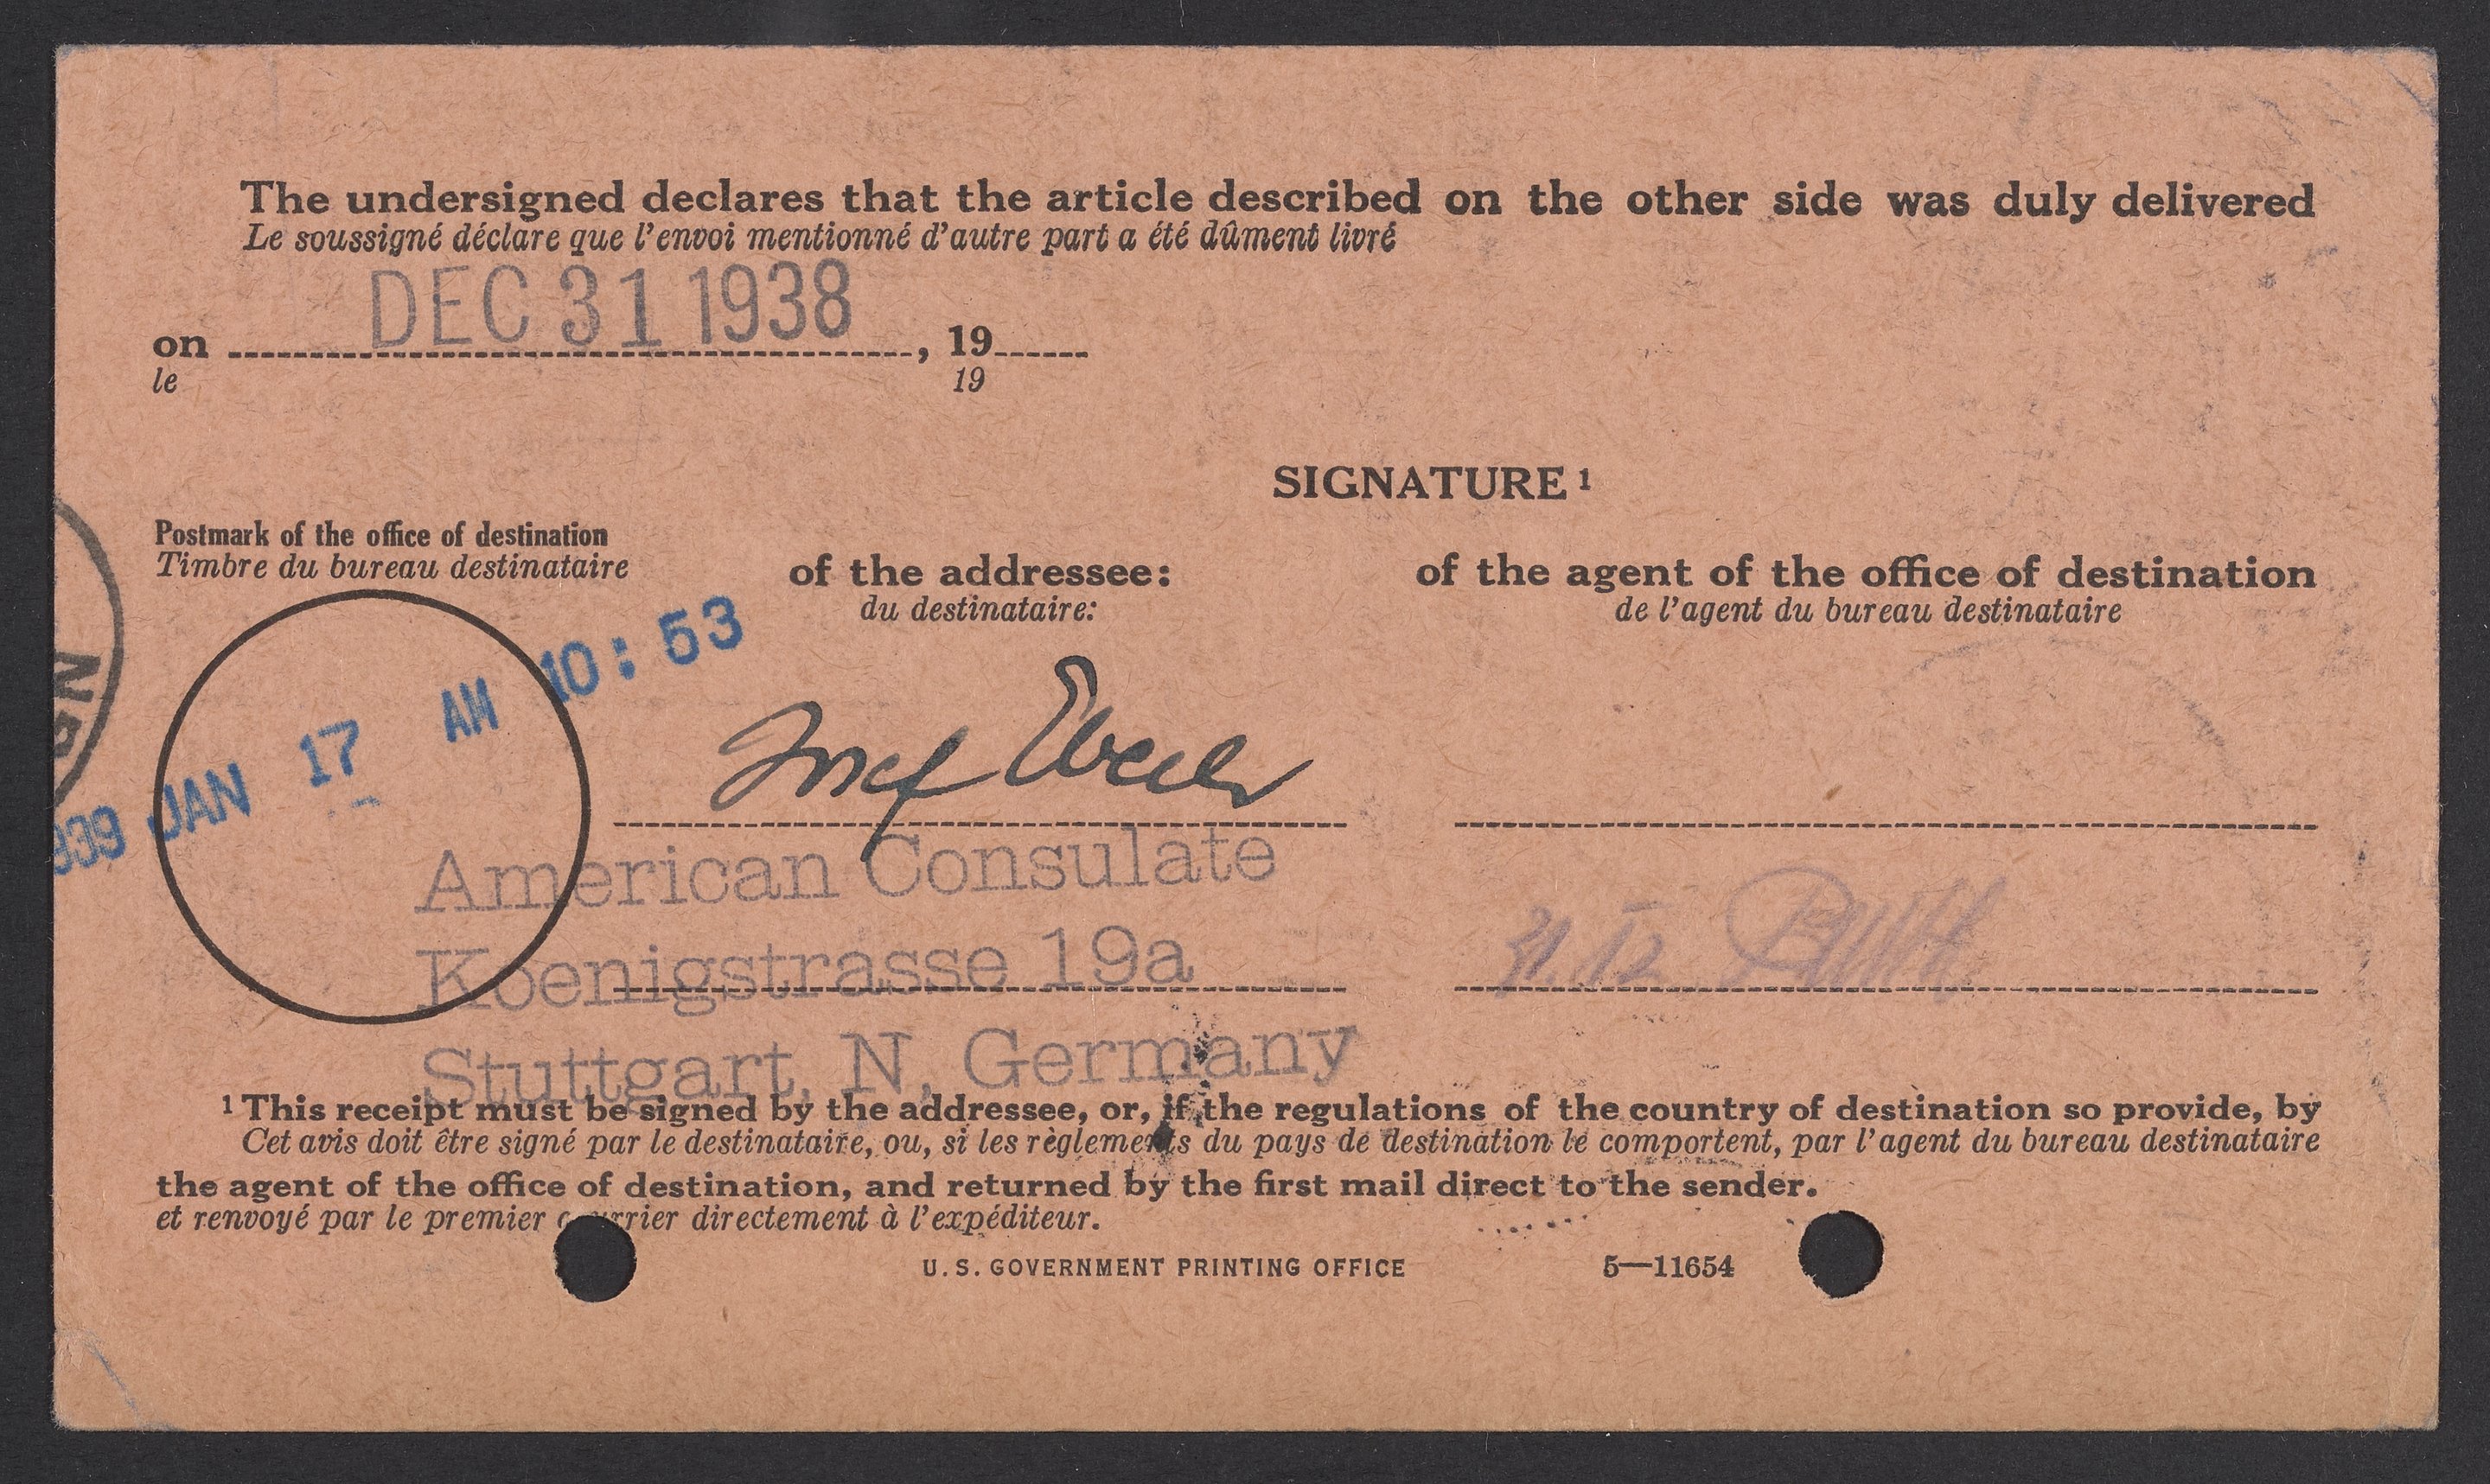 The undersigned declares that the article described on the other side was duly delivered
Le soussigné déclare que l'envoi mentionné d'autre part a été dûment livré
on DEC 31 1938, 19
le 19
SIGNATURE 1
Postmark of the office of destination
Timbre du bureau destinataire
of the addressee:
du destinataire:
of the agent of the office of destination
de l'agent du bureau destinataire
939 JAN 17 AM 10:53
Josef
American Consulate
Koenigstrasse 19a
31. 12
Stuttgart, N, Germany
1 This receipt must be signed by the addressee, or, if the regulations of the country of destination so provide, by
Cet avis doit être signé par le destinataire, ou, si les règlements du pays de destination le comportent, par l'agent du bureau destinataire
the agent of the office of destination, and returned by the first mail direct to the sender.
et renvoyé par le premier courrier directement à l'expéditeur.
U.S. GOVERNMENT PRINTING OFFICE 5—11654